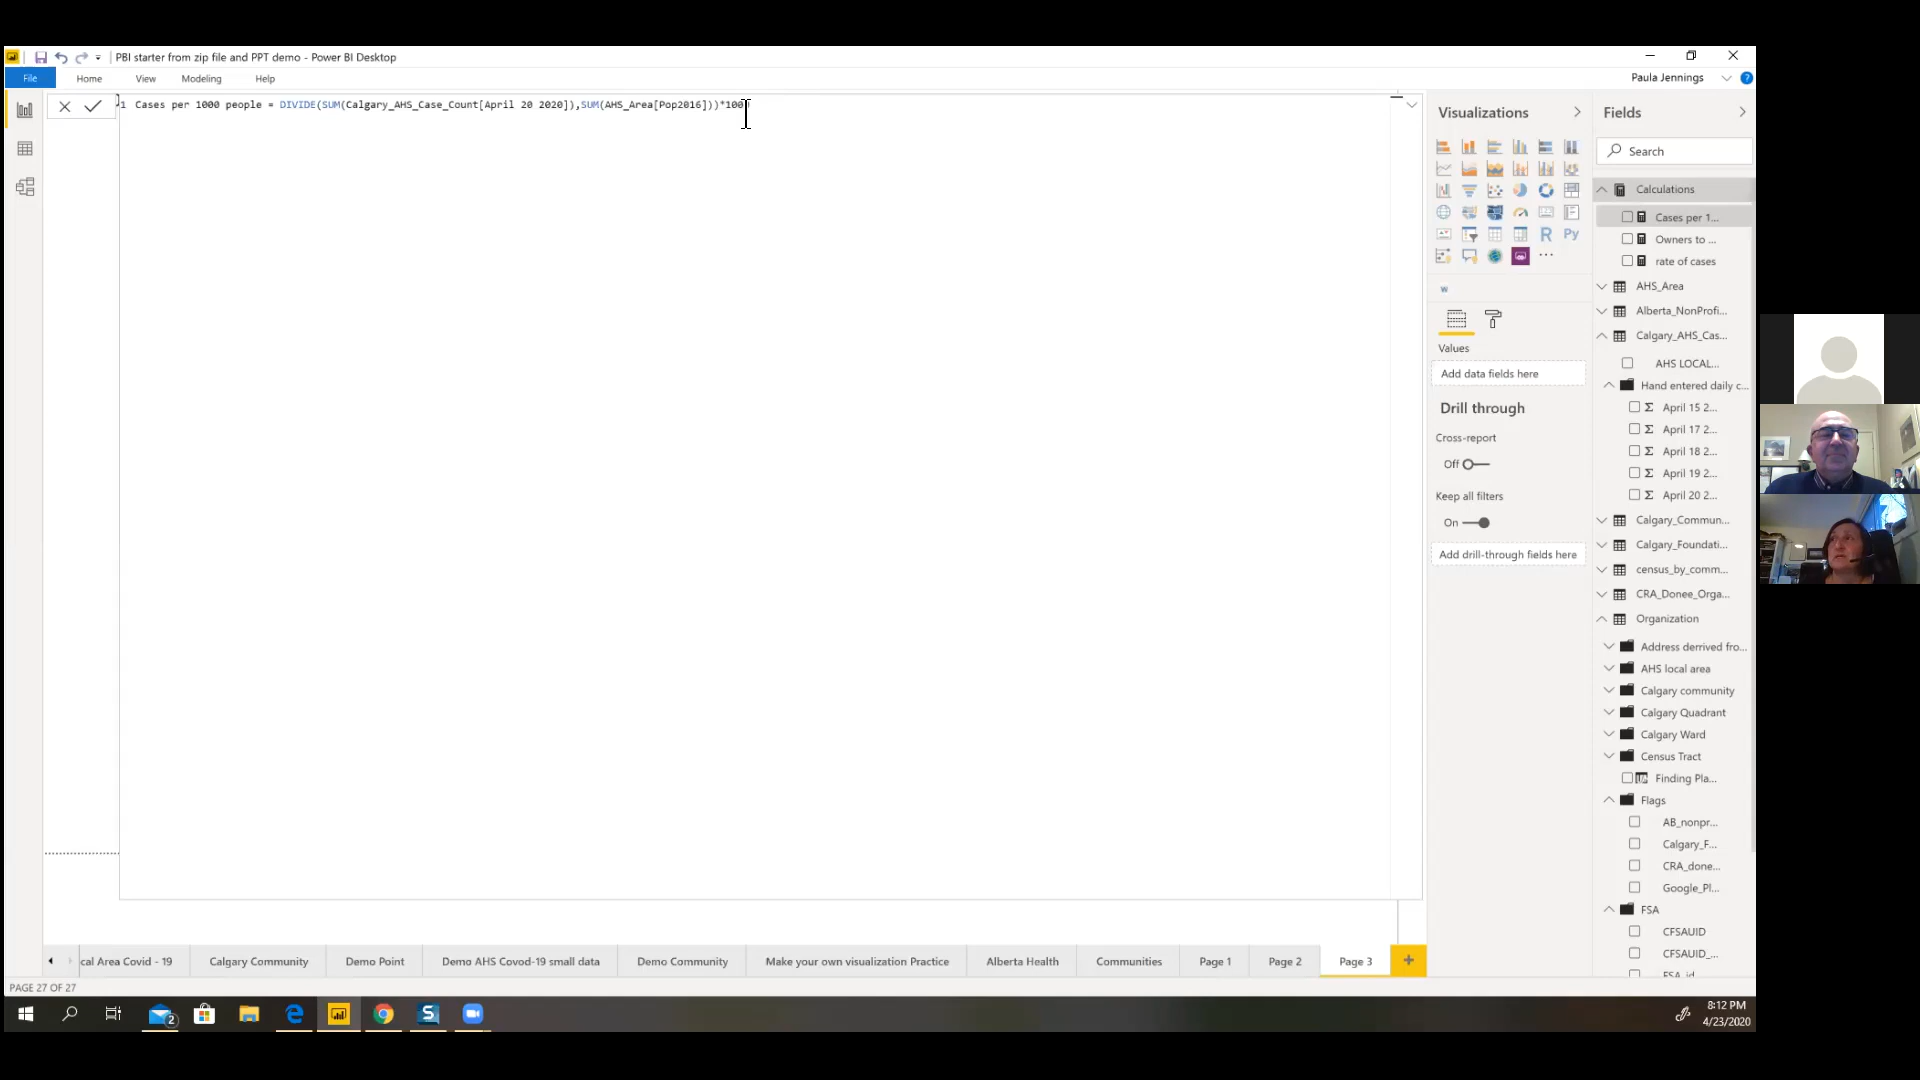 PBI starter from zip file and PPT demo - Power BI Desktop
File Home View Modeling Help
Paula Jennings
?
1 Cases per 1000 people = DIVIDE(SUM(Calgary_AHS_Case_Count[April 20 2020]),SUM(AHS_Area[Pop2016]))*100
Visualizations
R Py
...
W
Values
Add data fields here
Drill through
Cross-report
Off
Keep all filters
On
Add drill-through fields here
Fields
Search
Calculations
Cases per 1...
Owners to ...
rate of cases
AHS_Area
Alberta_NonProfi...
Calgary_AHS_Cas...
AHS LOCAL...
Hand entered daily c...
Σ April 15 2...
Σ April 17 2...
Σ April 18 2...
Σ April 19 2...
Σ April 20 2...
Calgary_Commun...
Calgary_Foundati...
census_by_comm...
CRA_Donee_Orga...
Organization
Address derrived fro...
AHS local area
Calgary community
Calgary Quadrant
Calgary Ward
Census Tract
Finding Pla...
Flags
AB_nonpr...
Calgary_F...
CRA_done...
Google_Pl...
FSA
CFSAUID
CFSAUID_...
FSA_id
cal Area Covid - 19 Calgary Community Demo Point Demo AHS Covod-19 small data Demo Community Make your own visualization Practice Alberta Health Communities Page 1 Page 2 Page 3 +
PAGE 27 OF 27
2
S
8:12 PM
4/23/2020